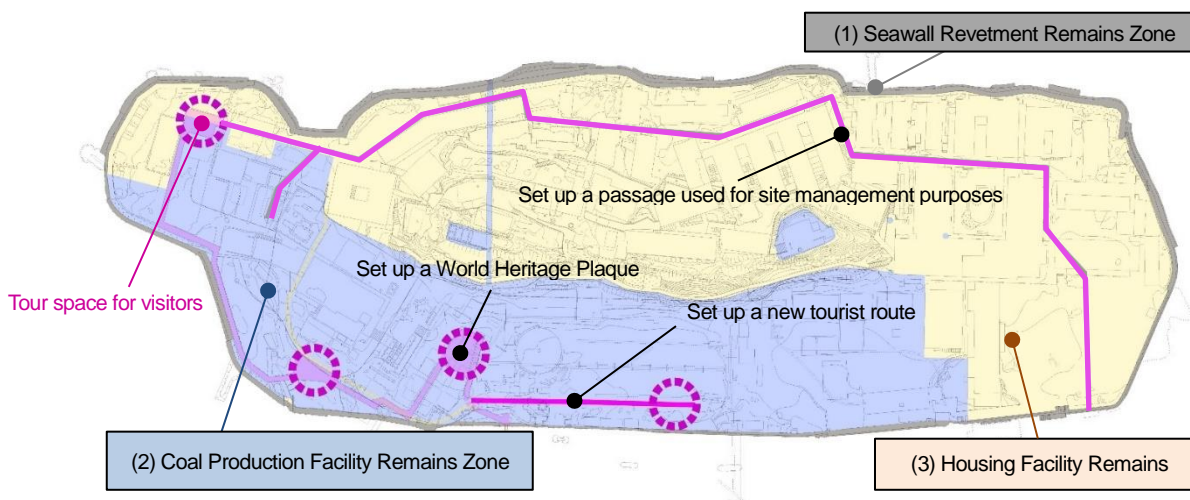 (1) Seawall Revetment Remains Zone
Set up a passage used for site management purposes
Set up a World Heritage Plaque
Tour space for visitors
Set up a new tourist route
(2) Coal Production Facility Remains Zone
(3) Housing Facility Remains